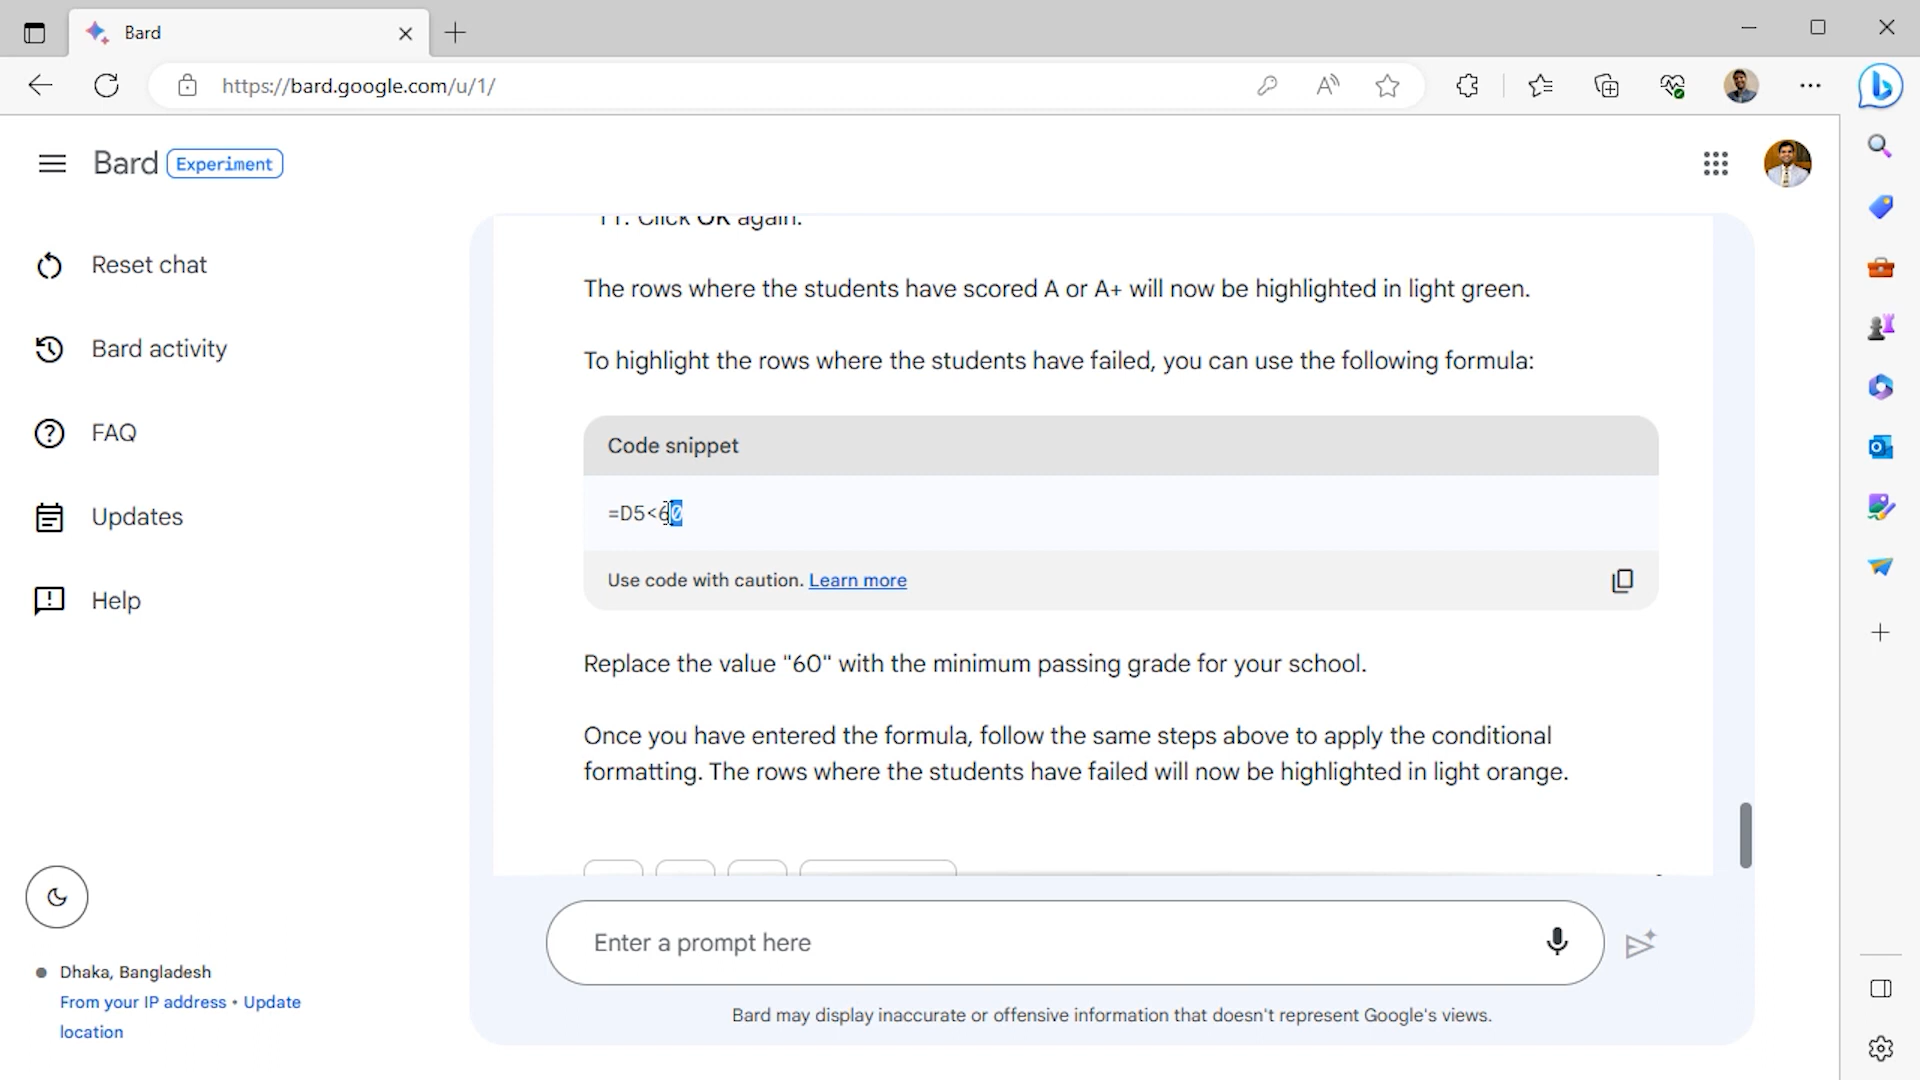 Bard
https://bard.google.com/u/1/
Bard Experiment
Reset chat
Bard activity
FAQ
Updates
Help
Dhaka, Bangladesh
From your IP address • Update
location
11. Click OK again.
The rows where the students have scored A or A+ will now be highlighted in light green.
To highlight the rows where the students have failed, you can use the following formula:
Code snippet
=D5<60
Use code with caution. Learn more
Replace the value "60" with the minimum passing grade for your school.
Once you have entered the formula, follow the same steps above to apply the conditional
formatting. The rows where the students have failed will now be highlighted in light orange.
Enter a prompt here
Bard may display inaccurate or offensive information that doesn't represent Google's views.